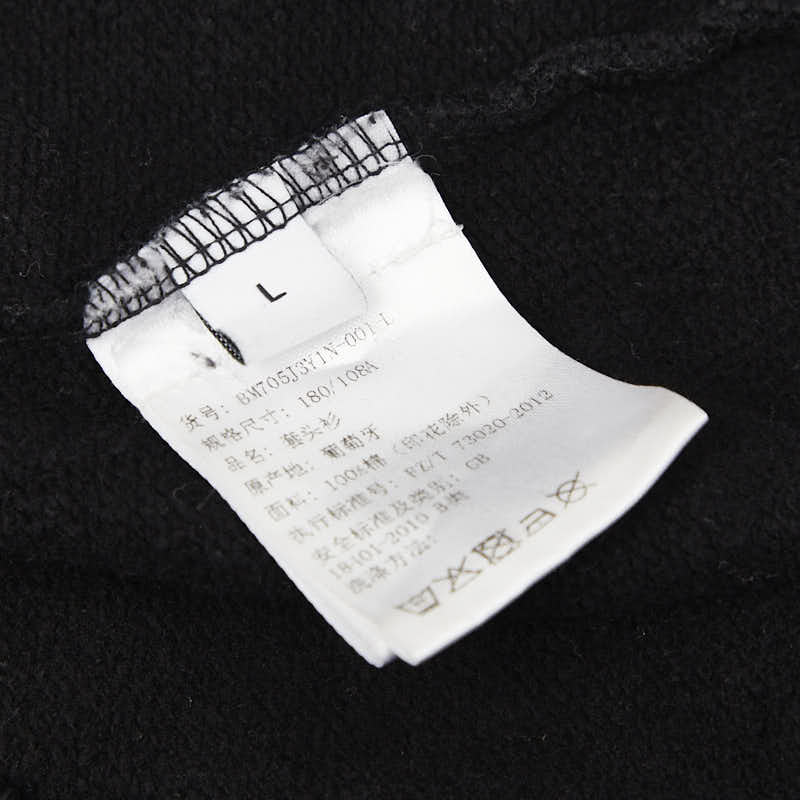 L
货号: BM705J3Y1N-001-L
规格尺寸: 180/108A
品名: 套头衫
原产地: 葡萄牙
面料: 100%棉(印花除外)
执行标准号: FZ/T 73020-2012
安全标准及类别: GB
18401-2010 B类
洗涤方法: